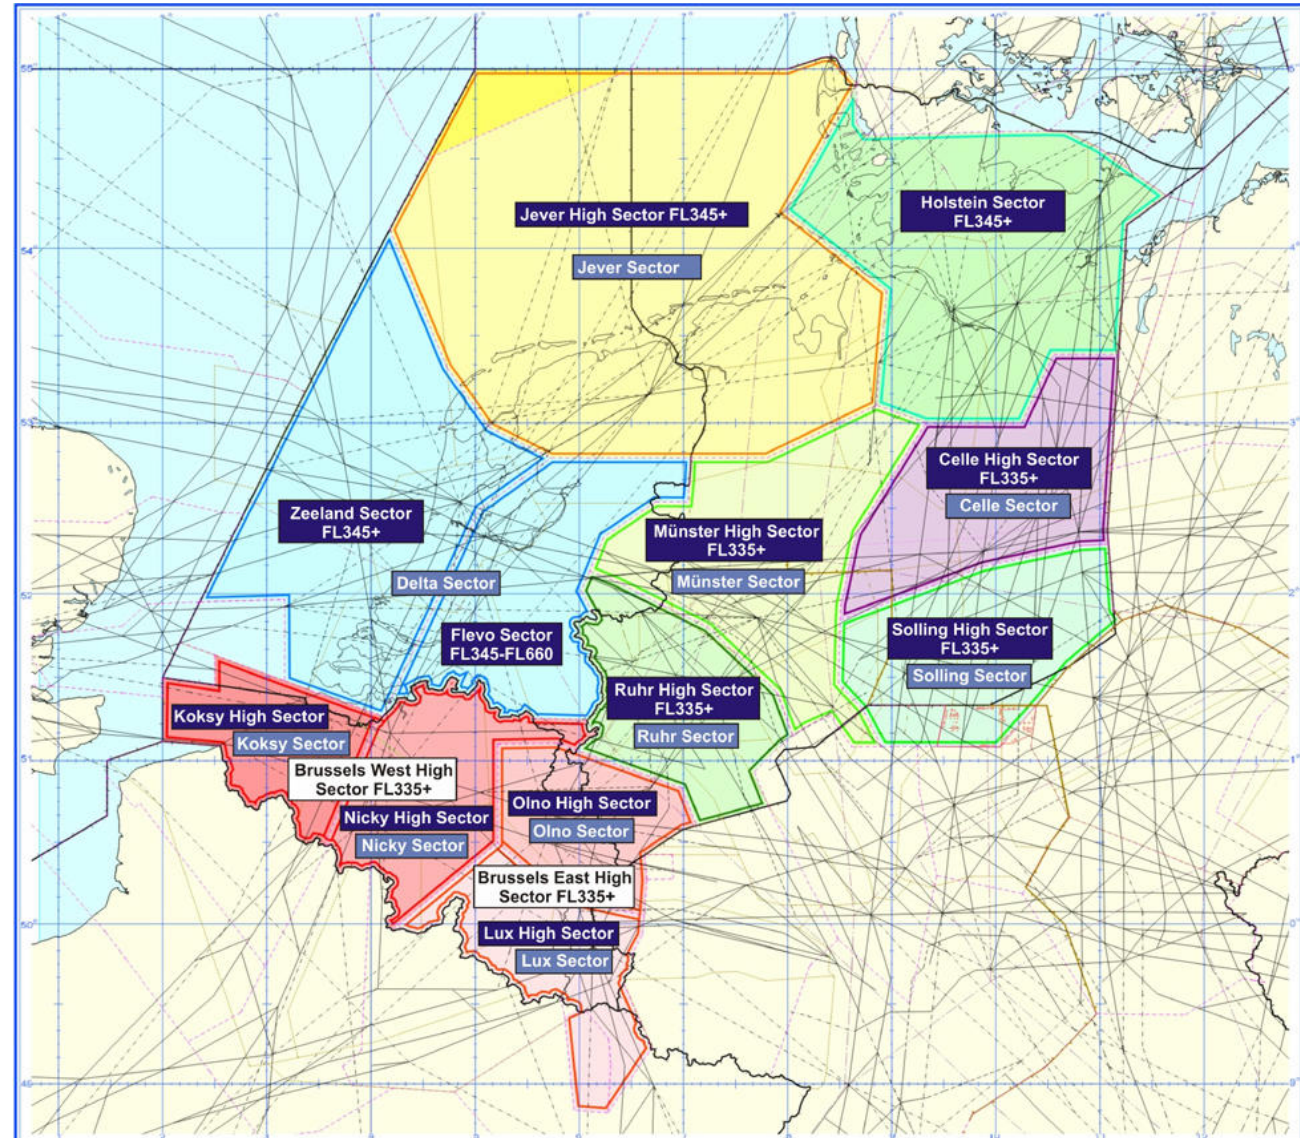 Jever High Sector FL345+
Jever Sector
Holstein Sector
FL345+
Zeeland Sector
FL345+
Delta Sector
Flevo Sector
FL345-FL660
Münster High Sector
FL335+
Münster Sector
Celle High Sector
FL335+
Celle Sector
Solling High Sector
FL335+
Solling Sector
Ruhr High Sector
FL335+
Ruhr Sector
Koksy High Sector
Koksy Sector
Brussels West High
Sector FL335+
Nicky High Sector
Nicky Sector
Olno High Sector
Olno Sector
Brussels East High
Sector FL335+
Lux High Sector
Lux Sector